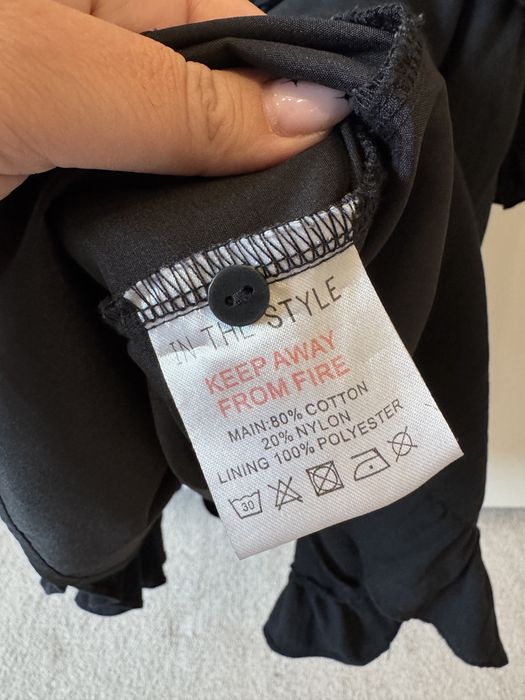 IN THE STYLE
KEEP AWAY
FROM FIRE
MAIN:80% COTTON
20% NYLON
LINING 100% POLYESTER
30